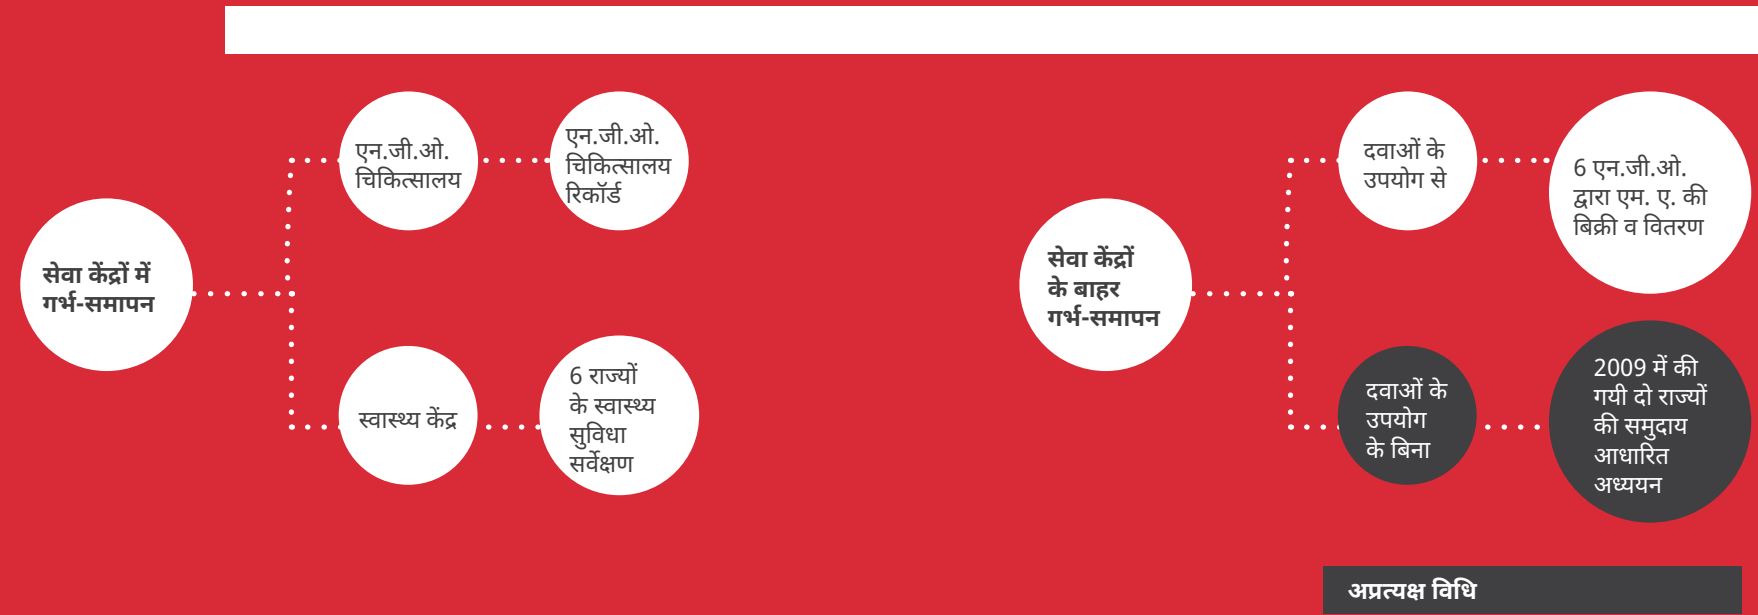 सेवा केंद्रों में
गर्भ-समापन
एन.जी.ओ.
चिकित्सालय
एन.जी.ओ.
चिकित्सालय
रिकॉर्ड
स्वास्थ्य केंद्र
6 राज्यों
के स्वास्थ्य
सुविधा
सर्वेक्षण
सेवा केंद्रों
के बाहर
गर्भ-समापन
दवाओं के
उपयोग से
6 एन.जी.ओ.
द्वारा एम. ए. की
बिक्री व वितरण
दवाओं के
उपयोग
के बिना
2009 में की
गयी दो राज्यों
की समुदाय
आधारित
अध्ययन
अप्रत्यक्ष विधि